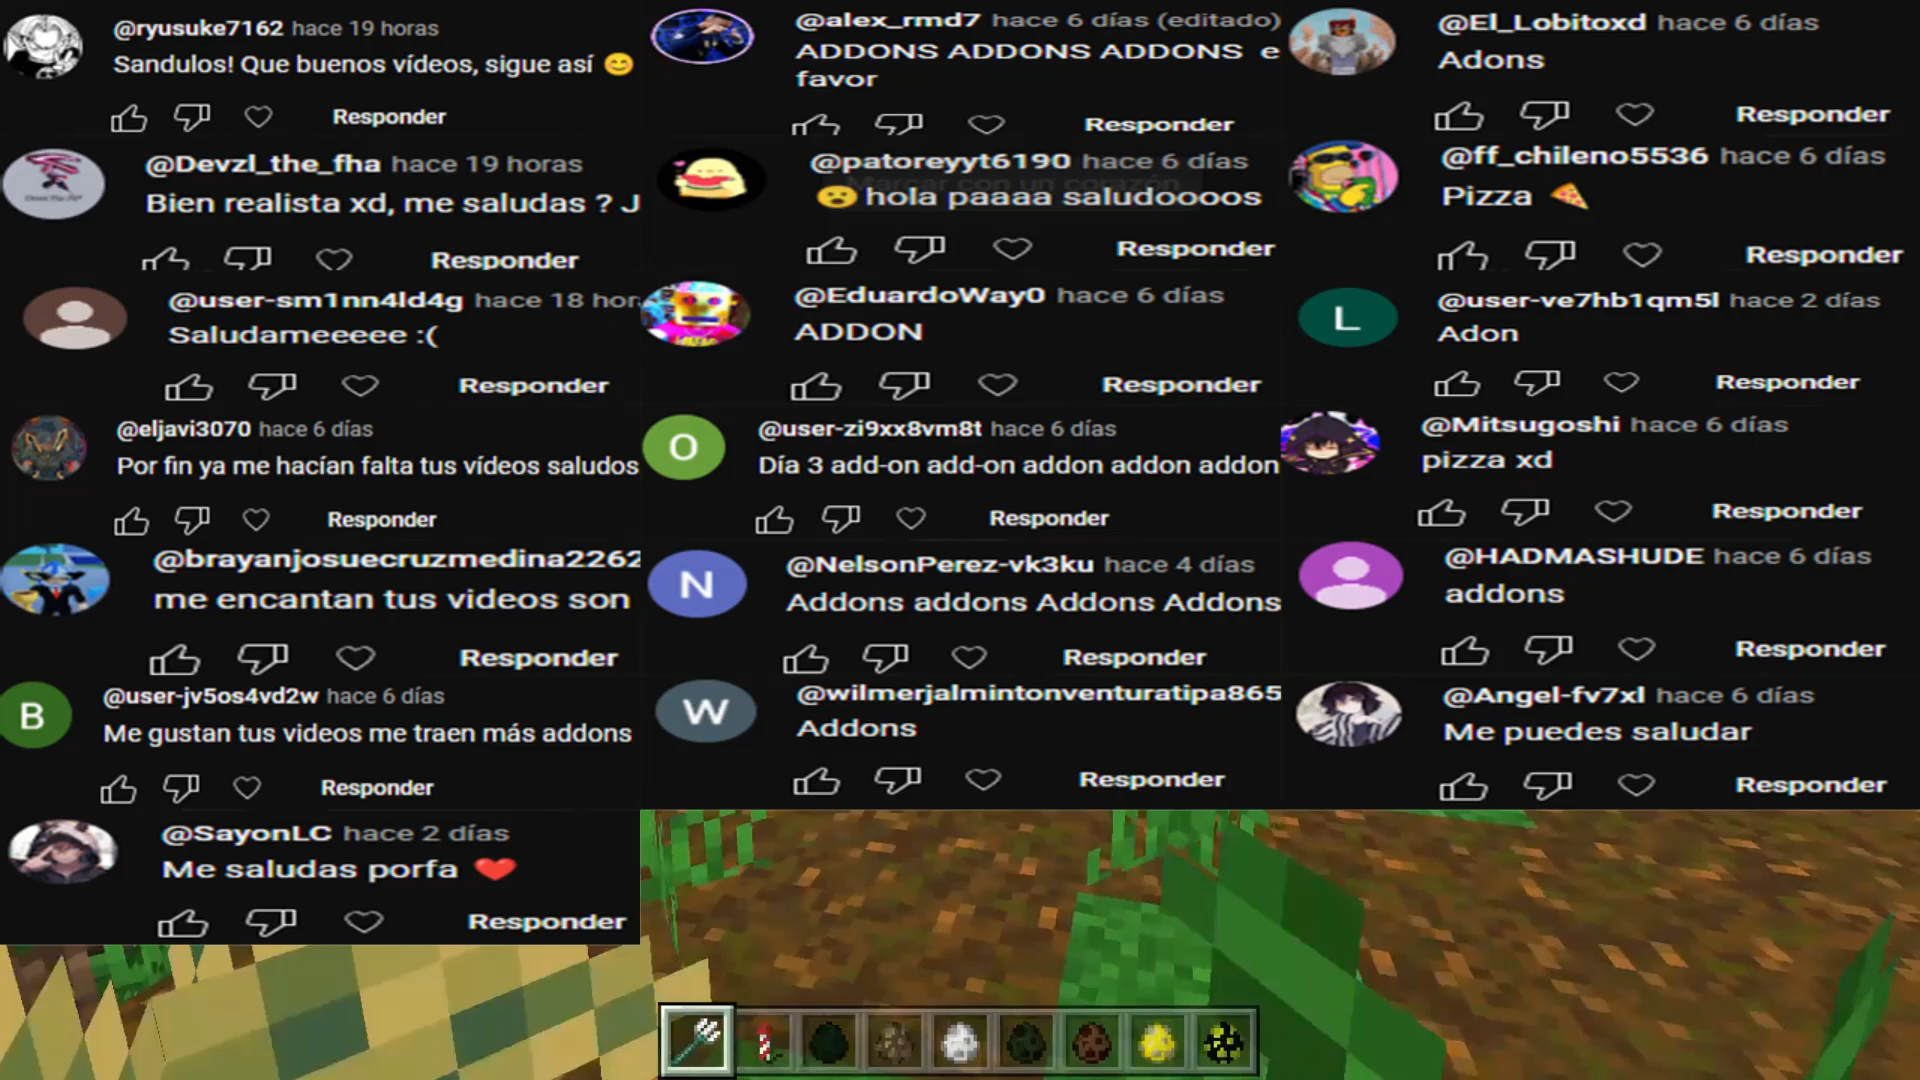 @ryusuke7162 hace 19 horas
Sandulos! Que buenos vídeos, sigue así 😊
Responder
@Devzl_the_fha hace 19 horas
Bien realista xd, me saludas ? J
Responder
@user-sm1nn4ld4g hace 18 hor
Saludameeeee :(
Responder
@eljavi3070 hace 6 días
Por fin ya me hacían falta tus vídeos saludos
Responder
@brayanjosuecruzmedina2262
me encantan tus videos son
Responder
B
@user-jv5os4vd2w hace 6 días
Me gustan tus videos me traen más addons
Responder
@SayonLC hace 2 días
Me saludas porfa ❤️
Responder
@alex_rmd7 hace 6 días (editado)
ADDONS ADDONS ADDONS e
favor
Responder
@patoreyyt6190 hace 6 días
Marcar con un corazón
😮 hola paaaa saludoooos
Responder
@EduardoWay0 hace 6 días
ADDON
Responder
O
@user-zi9xx8vm8t hace 6 días
Día 3 add-on add-on addon addon addon
Responder
N
@NelsonPerez-vk3ku hace 4 días
Addons addons Addons Addons
Responder
W
@wilmerjalmintonventuratipa865
Addons
Responder
@El_Lobitoxd hace 6 días
Adons
Responder
@ff_chileno5536 hace 6 días
Pizza 🍕
Responder
L
@user-ve7hb1qm5l hace 2 días
Adon
Responder
@Mitsugoshi hace 6 días
pizza xd
Responder
@HADMASHUDE hace 6 días
addons
Responder
@Angel-fv7xl hace 6 días
Me puedes saludar
Responder